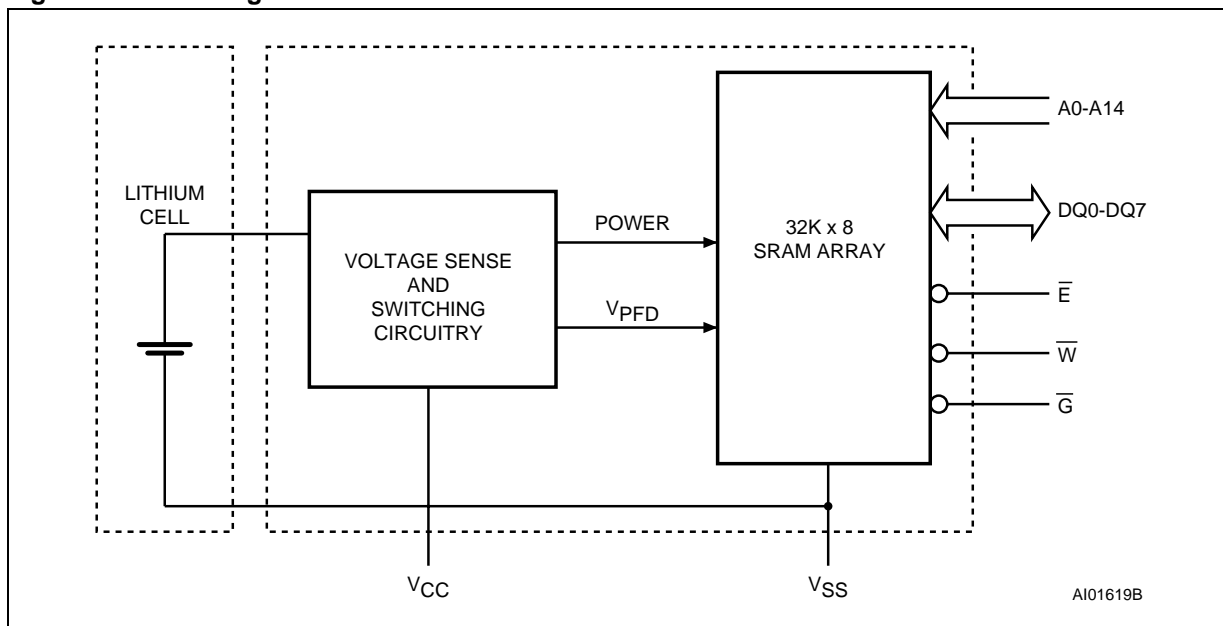 LITHIUM
CELL
VOLTAGE SENSE
AND
SWITCHING
CIRCUITRY
POWER
VPFD
32K x 8
SRAM ARRAY
A0-A14
DQ0-DQ7
E̅
W̅
G̅
VCC
VSS
AI01619B